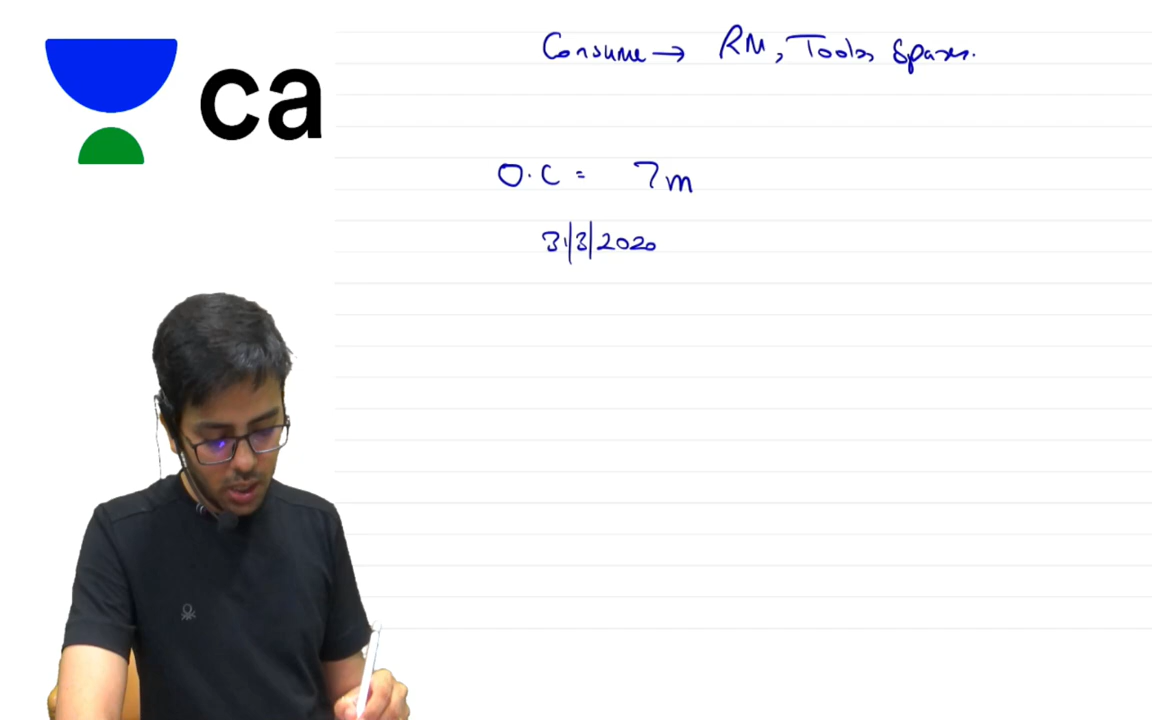 ca
Consume → RM, Tools, Spares.
O.C = 7m
31/3/2020